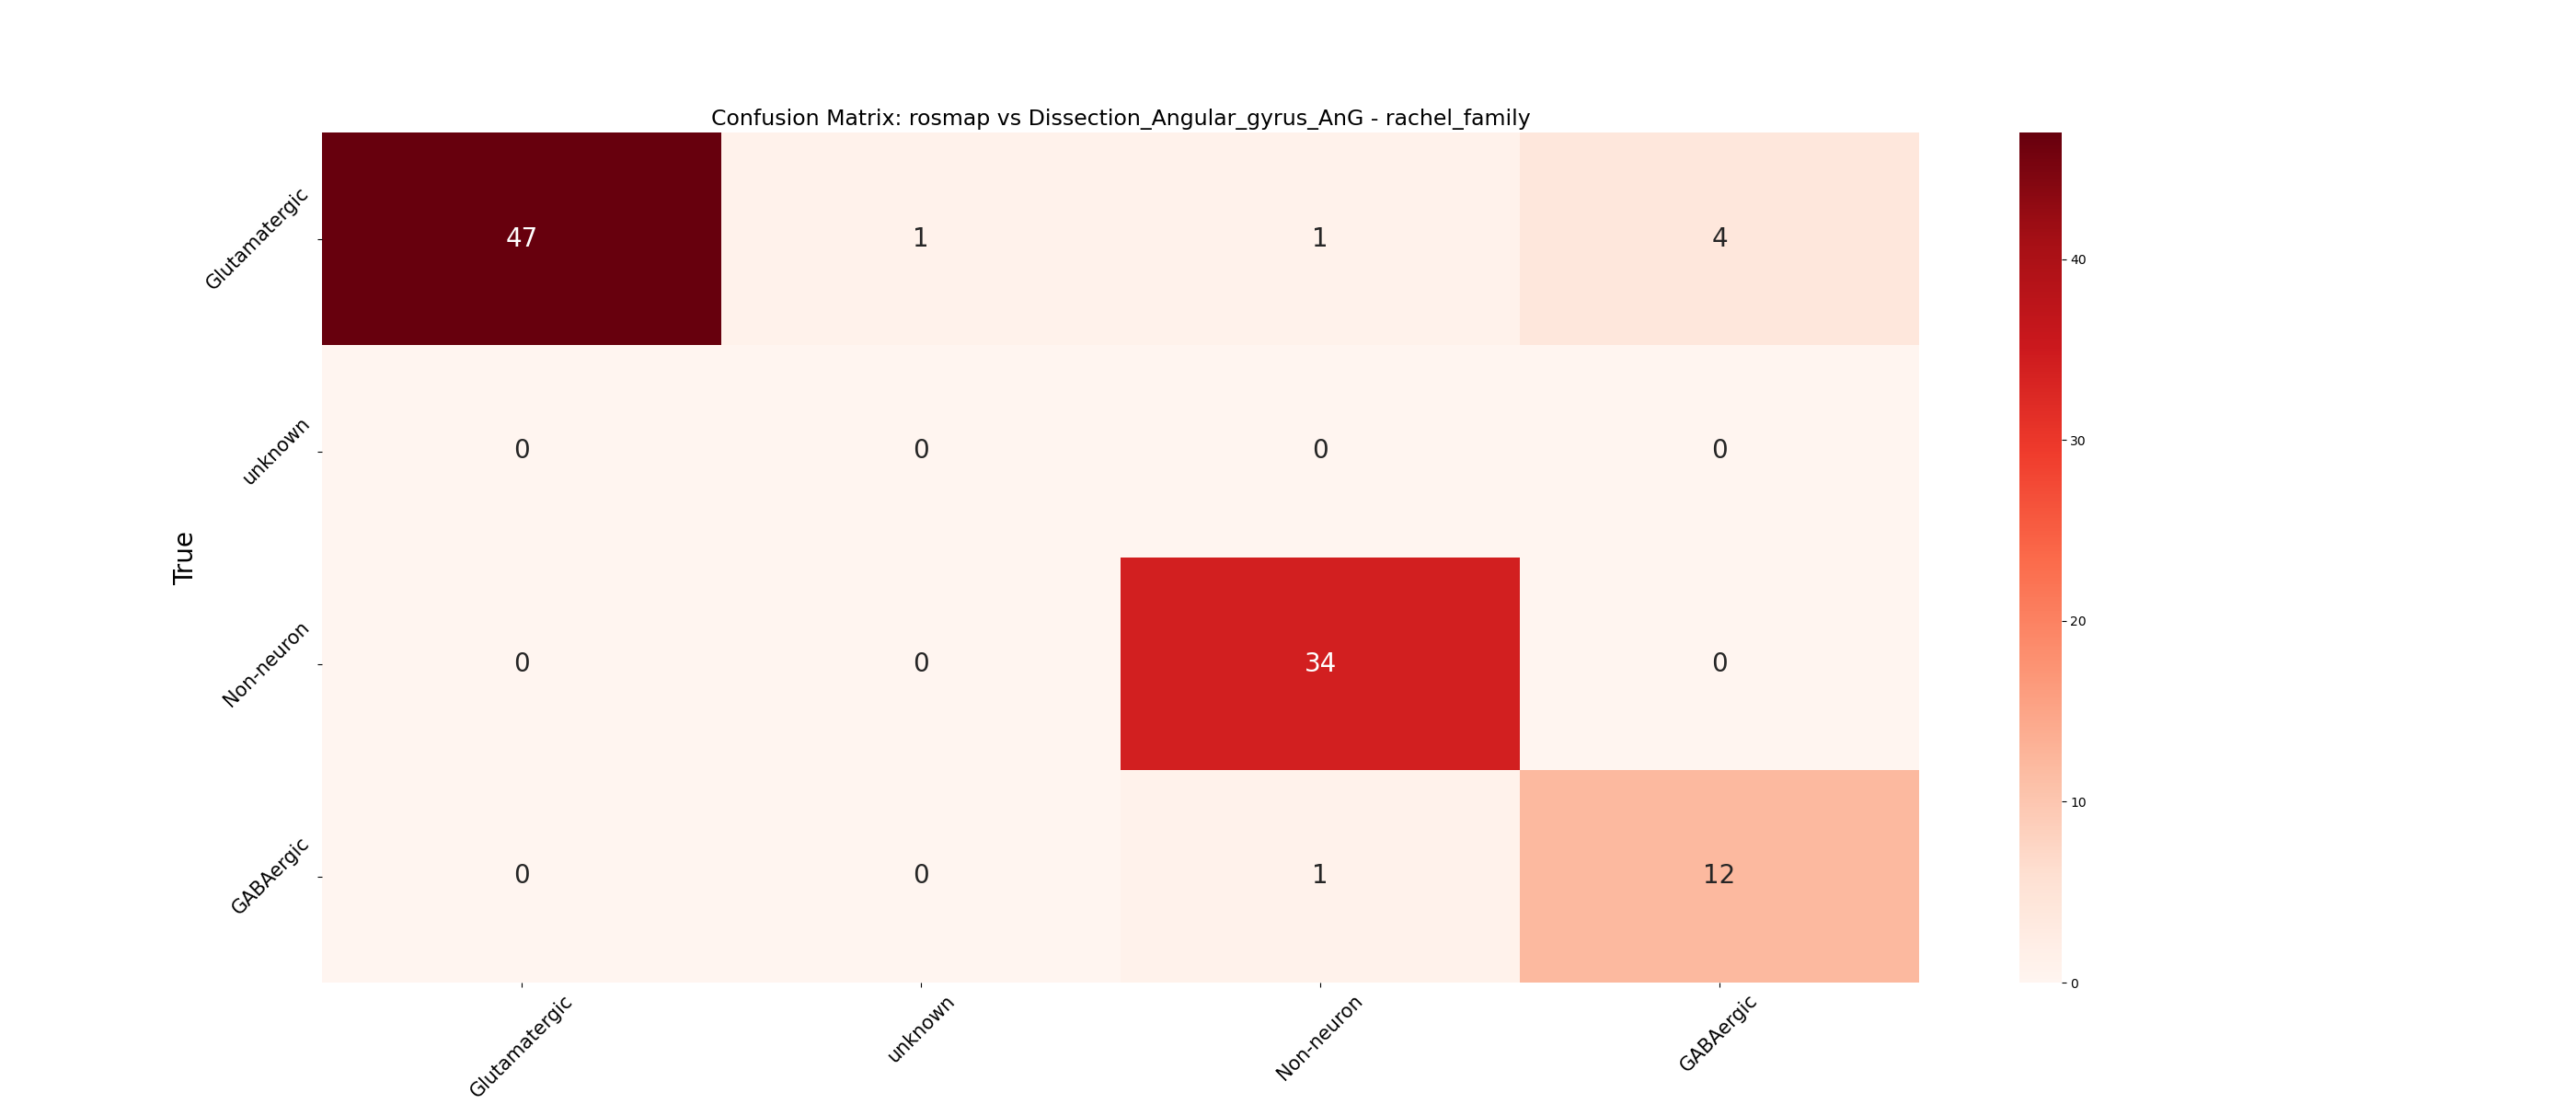 Confusion Matrix: rosmap vs Dissection_Angular_gyrus_AnG - rachel_family
True
Glutamatergic
47 1 1 4
unknown
0 0 0 0
Non-neuron
0 0 34 0
GABAergic
0 0 1 12
Glutamatergic unknown Non-neuron GABAergic
40
30
20
10
0